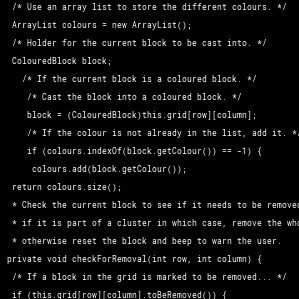 /* Use an array list to store the different colours. */
ArrayList colours = new ArrayList();
/* Holder for the current block to be cast into. */
ColouredBlock block;
/* If the current block is a coloured block. */
/* Cast the block into a coloured block. */
block = (ColouredBlock)this.grid[row][column];
/* If the colour is not already in the list, add it. */
if (colours.indexOf(block.getColour()) == -1) {
colours.add(block.getColour());
return colours.size();
* Check the current block to see if it needs to be removed
* if it is part of a cluster in which case, remove the who
* otherwise reset the block and beep to warn the user.
private void checkForRemoval(int row, int column) {
/* If a block in the grid is marked to be removed... */
if (this.grid[row][column].toBeRemoved()) {